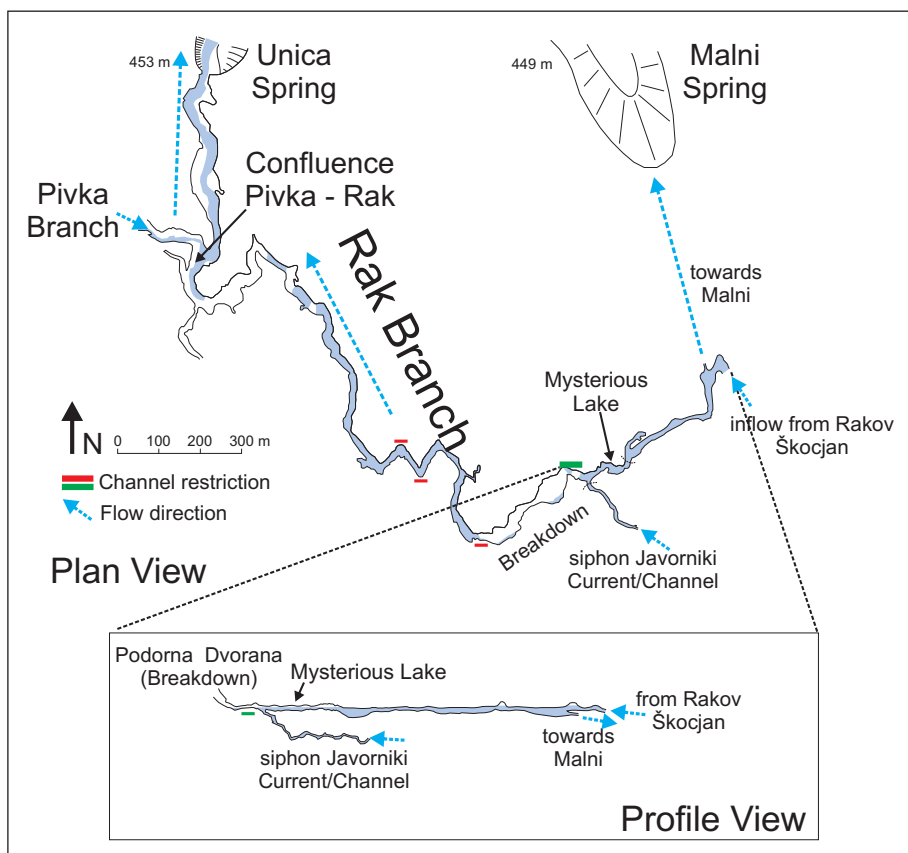 453 m
Unica
Spring
449 m
Malni
Spring
Confluence
Pivka - Rak
Pivka
Branch
Rak Branch
towards
Malni
Mysterious
Lake
inflow from Rakov
Škocjan
N
0 100 200 300 m
Channel restriction
Flow direction
Breakdown
siphon Javorniki
Current/Channel
Plan View
Podorna Dvorana
(Breakdown)
Mysterious Lake
from Rakov
Škocjan
towards
Malni
siphon Javorniki
Current/Channel
Profile View